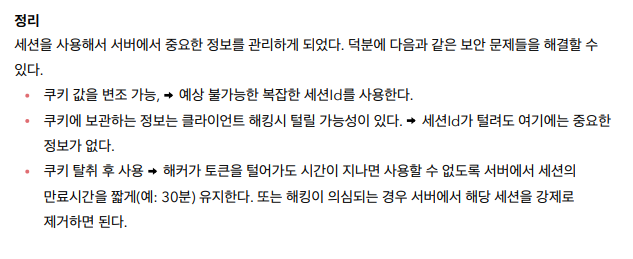 정리
세션을 사용해서 서버에서 중요한 정보를 관리하게 되었다. 덕분에 다음과 같은 보안 문제들을 해결할 수
있다.
• 쿠키 값을 변조 가능, ➡ 예상 불가능한 복잡한 세션Id를 사용한다.
• 쿠키에 보관하는 정보는 클라이언트 해킹시 털릴 가능성이 있다. ➡ 세션Id가 털려도 여기에는 중요한
정보가 없다.
• 쿠키 탈취 후 사용 ➡ 해커가 토큰을 털어가도 시간이 지나면 사용할 수 없도록 서버에서 세션의
만료시간을 짧게(예: 30분) 유지한다. 또는 해킹이 의심되는 경우 서버에서 해당 세션을 강제로
제거하면 된다.